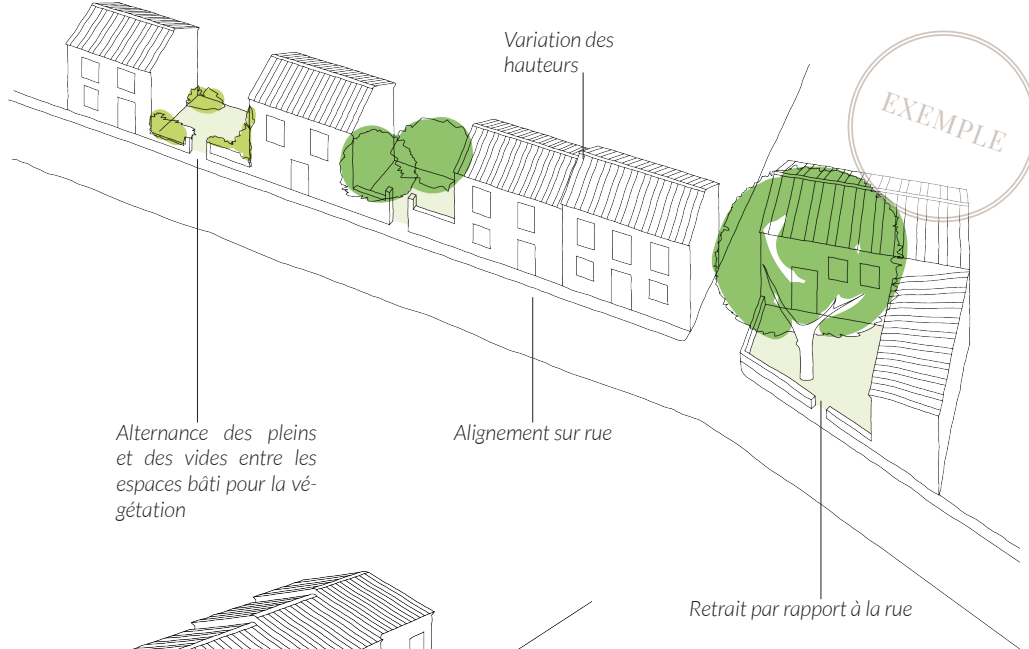 Variation des
hauteurs
EXEMPLE
Alternance des pleins
et des vides entre les
espaces bâti pour la vé-
gétation
Alignement sur rue
Retrait par rapport à la rue